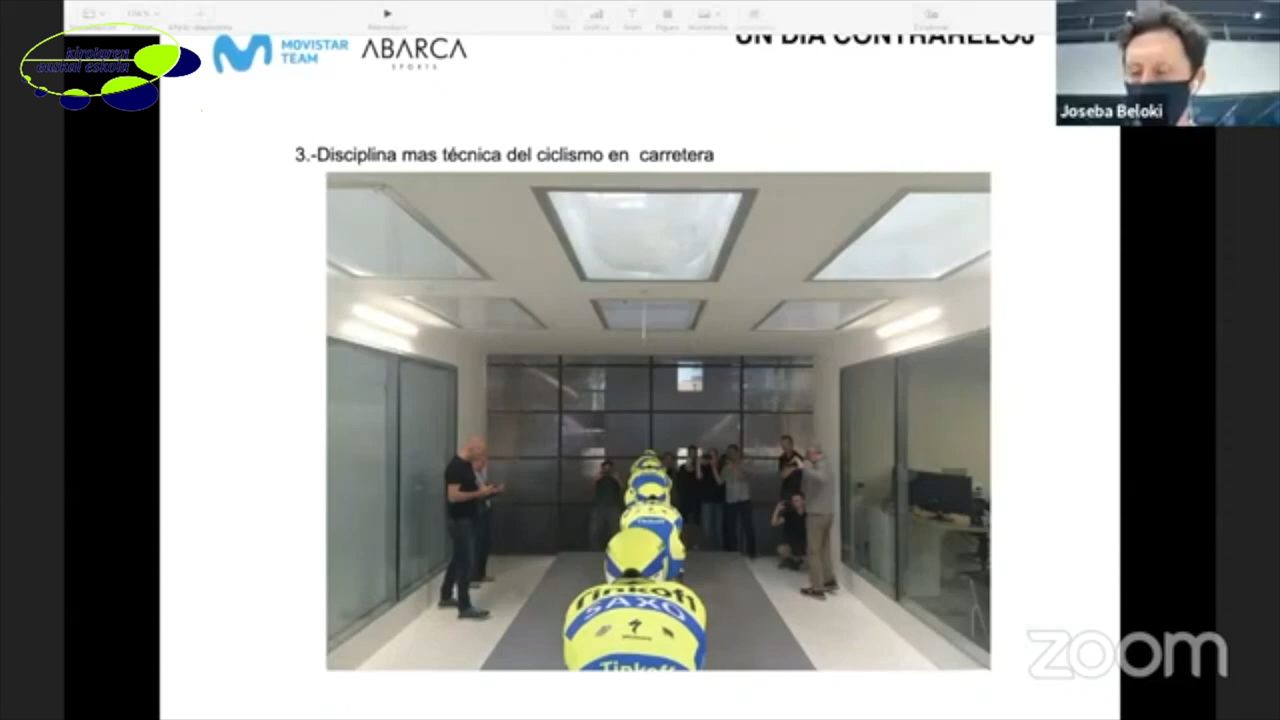 kirolaren
euskal eskola
MOVISTAR
TEAM
ABARCA
SPORTS
UN DIA CONTRARELOJ
Joseba Beloki
3.-Disciplina mas técnica del ciclismo en carretera
Tinkoff
SAXO
Tinkoff
zoom